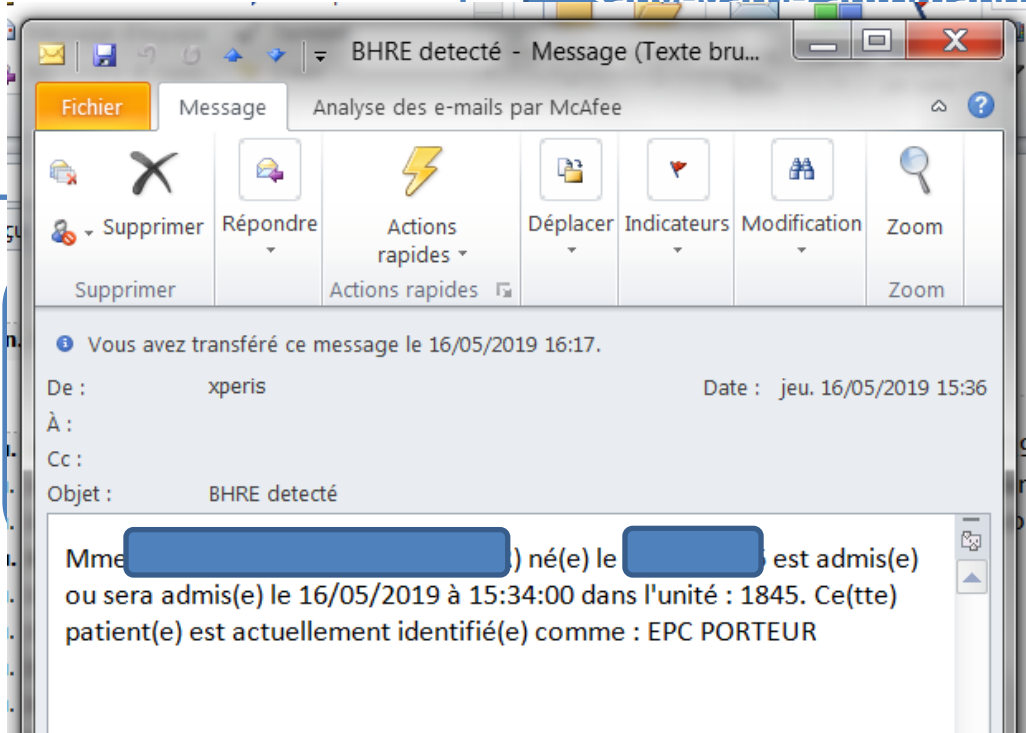 BHRE detecté - Message (Texte bru...
Fichier Message Analyse des e-mails par McAfee
Supprimer Répondre Actions rapides Déplacer Indicateurs Modification Zoom
Supprimer Actions rapides Zoom
Vous avez transféré ce message le 16/05/2019 16:17.
De : xperis Date : jeu. 16/05/2019 15:36
À :
Cc :
Objet : BHRE detecté
Mme ) né(e) le est admis(e)
ou sera admis(e) le 16/05/2019 à 15:34:00 dans l'unité : 1845. Ce(tte)
patient(e) est actuellement identifié(e) comme : EPC PORTEUR